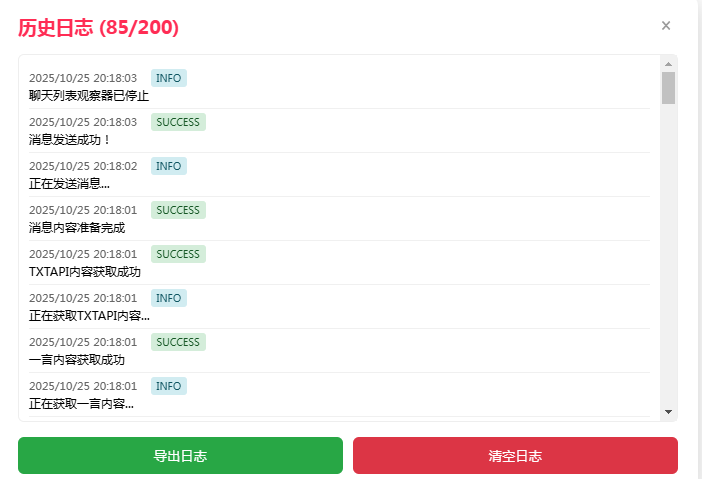 历史日志 (85/200)
×
2025/10/25 20:18:03 INFO
聊天列表观察器已停止
2025/10/25 20:18:03 SUCCESS
消息发送成功！
2025/10/25 20:18:02 INFO
正在发送消息...
2025/10/25 20:18:01 SUCCESS
消息内容准备完成
2025/10/25 20:18:01 SUCCESS
TXTAPI内容获取成功
2025/10/25 20:18:01 INFO
正在获取TXTAPI内容...
2025/10/25 20:18:01 SUCCESS
一言内容获取成功
2025/10/25 20:18:01 INFO
正在获取一言内容...
导出日志
清空日志